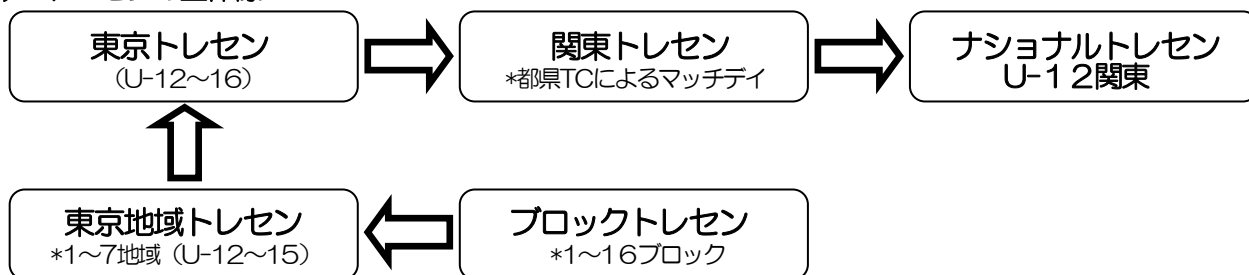 東京トレセン
（U-12～16）
関東トレセン
*都県TCによるマッチデイ
ナショナルトレセン
U-１２関東
東京地域トレセン
*1～7地域（U-12～15）
ブロックトレセン
*1～16ブロック